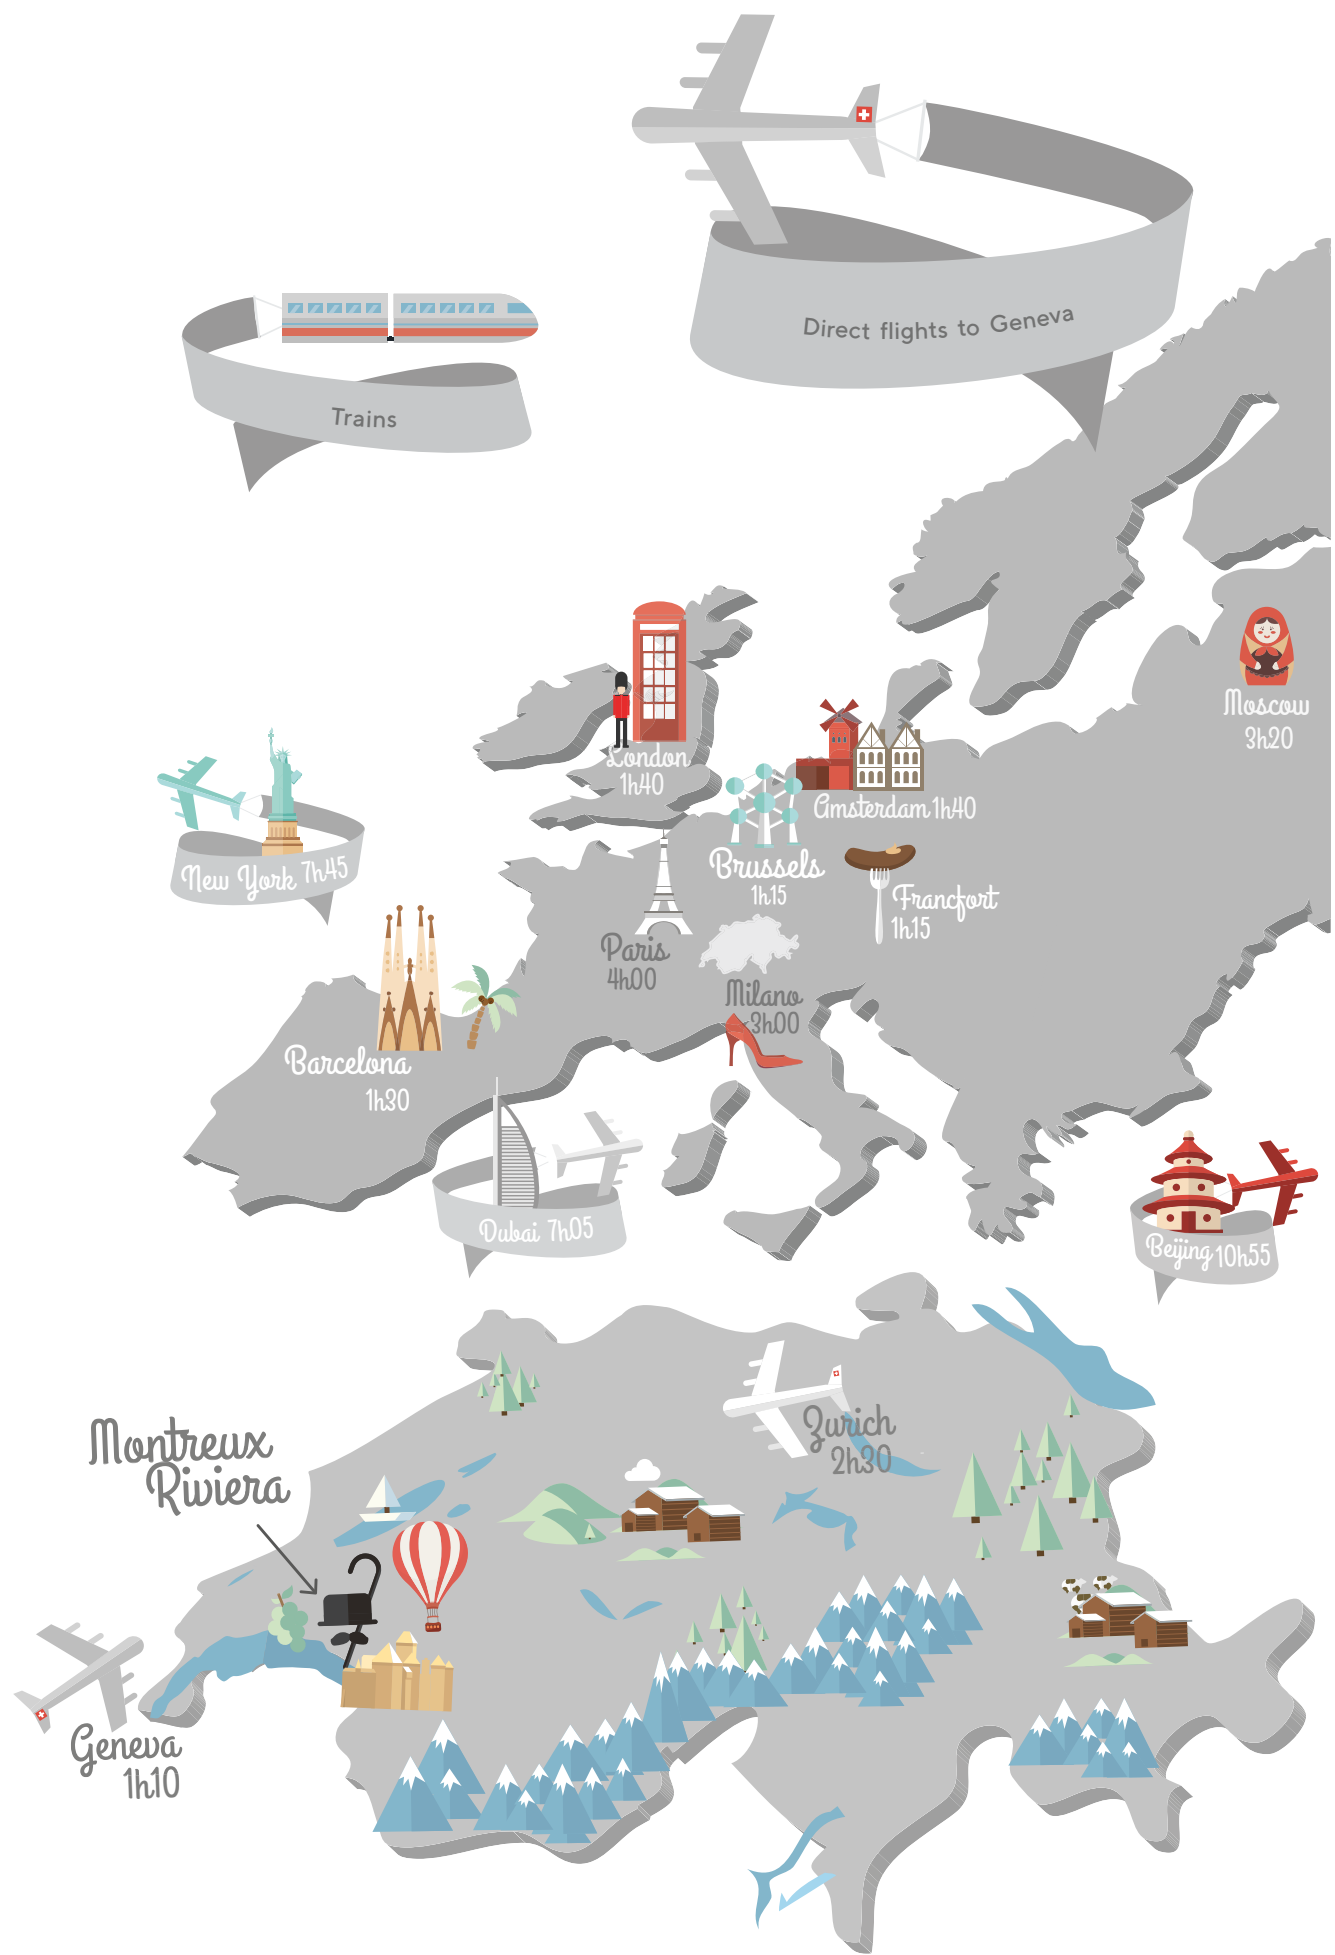 Direct flights to Geneva
Trains
Moscow
3h20
London
1h40
Amsterdam 1h40
Brussels
1h15
New York 7h45
Francfort
1h15
Paris
4h00
Milano
3h00
Barcelona
1h30
Dubai 7h05
Beijing 10h55
Zurich
2h30
Montreux
Riviera
Geneva
1h10